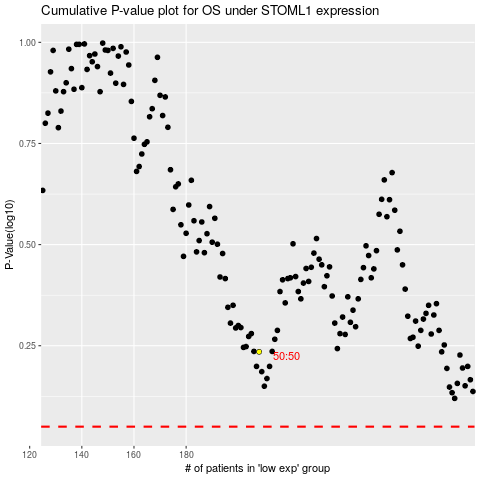 Cumulative P-value plot for OS under STOML1 expression
P-Value(log10)
1.00
0.75
0.50
0.25
50:50
120 140 160 180
# of patients in 'low exp' group